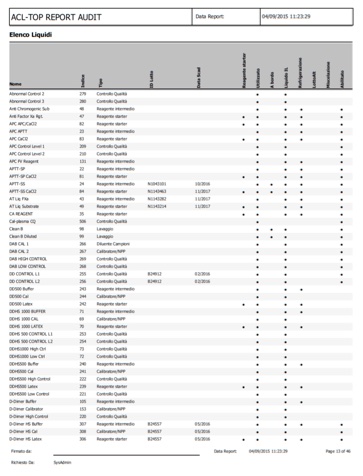 ACL-TOP REPORT AUDIT Data Report 04/09/2015 11:23:29
Elenco Liquidi
Nome Indice Tipo ID Lotto Data Scad Reagente starter Utilizzato A bordo Liquido IL Refrigerazione LottoAR Miscelazione Abilitato
Abnormal Control 2 279 Controllo Qualità
Abnormal Control 3 280 Controllo Qualità
Anti Chromogenic Sub 48 Reagente intermedio
Anti Factor Xa Rgt. 47 Reagente starter
APC APC/CaCl2 82 Reagente starter
APC APTT 23 Reagente intermedio
APC CaCl2 83 Reagente starter
APC Control Level 1 209 Controllo Qualità
APC Control Level 2 210 Controllo Qualità
APC FV Reagent 131 Reagente intermedio
APTT-SP 22 Reagente intermedio
APTT-SP CaCl2 81 Reagente starter
APTT-SS 24 Reagente intermedio N1043101 10/2016
APTT-SS CaCl2 84 Reagente starter N1143463 11/2017
AT Liq FXa 43 Reagente intermedio N1143282 11/2017
AT Liq Substrate 49 Reagente starter N1143214 11/2017
CA REAGENT 35 Reagente starter
Cal-plasma CQ 506 Controllo Qualità
Clean B 98 Lavaggio
Clean B Diluted 99 Lavaggio
DAB CAL 1 266 Diluente Campioni
DAB CAL 2 267 Calibratore/NPP
DAB HIGH CONTROL 269 Controllo Qualità
DAB LOW CONTROL 268 Controllo Qualità
DD CONTROL L1 255 Controllo Qualità B24912 02/2016
DD CONTROL L2 256 Controllo Qualità B24912 02/2016
DD500 Buffer 243 Reagente intermedio
DD500 Cal 244 Calibratore/NPP
DD500 Latex 242 Reagente starter
DDHS 1000 BUFFER 71 Reagente intermedio
DDHS 1000 CAL 69 Calibratore/NPP
DDHS 1000 LATEX 70 Reagente starter
DDHS 500 CONTROL L1 253 Controllo Qualità
DDHS 500 CONTROL L2 254 Controllo Qualità
DDHS1000 High Ctrl 73 Controllo Qualità
DDHS1000 Low Ctrl 72 Controllo Qualità
DDHS500 Buffer 240 Reagente intermedio
DDHS500 Cal 241 Calibratore/NPP
DDHS500 High Control 222 Controllo Qualità
DDHS500 Latex 239 Reagente starter
DDHS500 Low Control 221 Controllo Qualità
D-Dimer Buffer 105 Reagente intermedio
D-Dimer Calibrator 153 Calibratore/NPP
D-Dimer High Control 220 Controllo Qualità
D-Dimer HS Buffer 307 Reagente intermedio B24557 05/2016
D-Dimer HS Cal 308 Calibratore/NPP B24557 05/2016
D-Dimer HS Latex 306 Reagente starter B24557 05/2016
Firmato da: Data Report: 04/09/2015 11:23:29 Page 13 of 46
Richiesto Da: SysAdmin